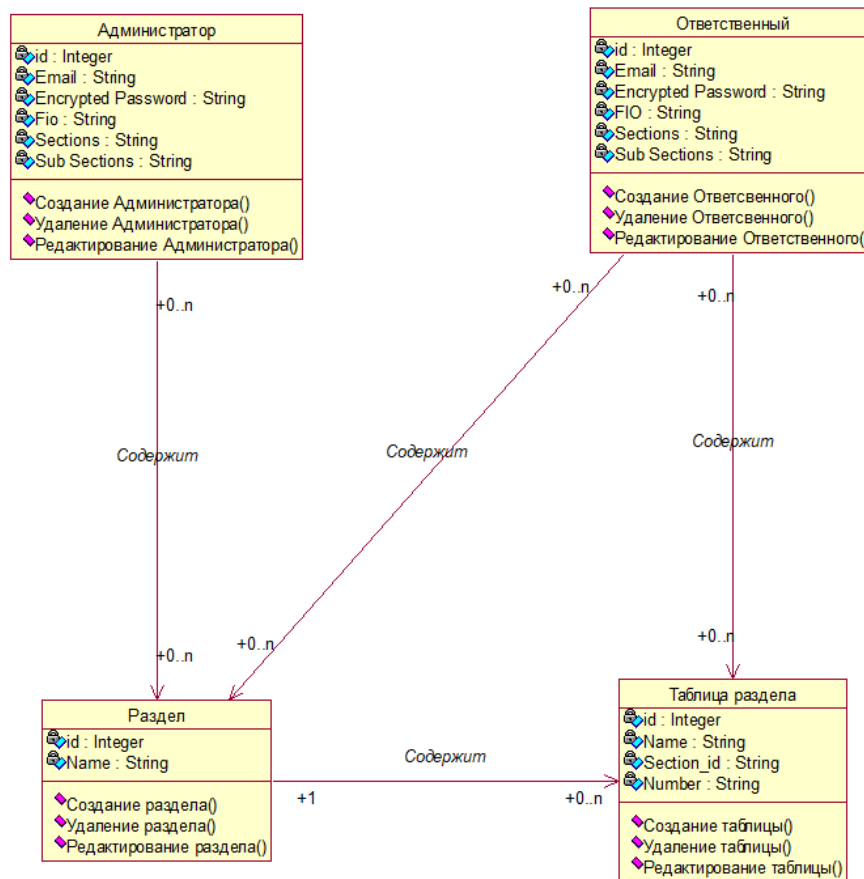 Администратор
id : Integer
Email : String
Encrypted Password : String
Fio : String
Sections : String
Sub Sections : String
Создание Администратора()
Удаление Администратора()
Редактирование Администратора()
Ответственный
id : Integer
Email : String
Encrypted Password : String
FIO : String
Sections : String
Sub Sections : String
Создание Ответсвенного()
Удаление Ответсвенного()
Редактирование Ответственного()
+0..n
+0..n
+0..n
Содержит
Содержит
Содержит
+0..n
+0..n
+0..n
Раздел
id : Integer
Name : String
Создание раздела()
Удаление раздела()
Редактирование раздела()
Содержит
+1
+0..n
Таблица раздела
id : Integer
Name : String
Section_id : String
Number : String
Создание таблицы()
Удаление таблицы()
Редактирование таблицы()